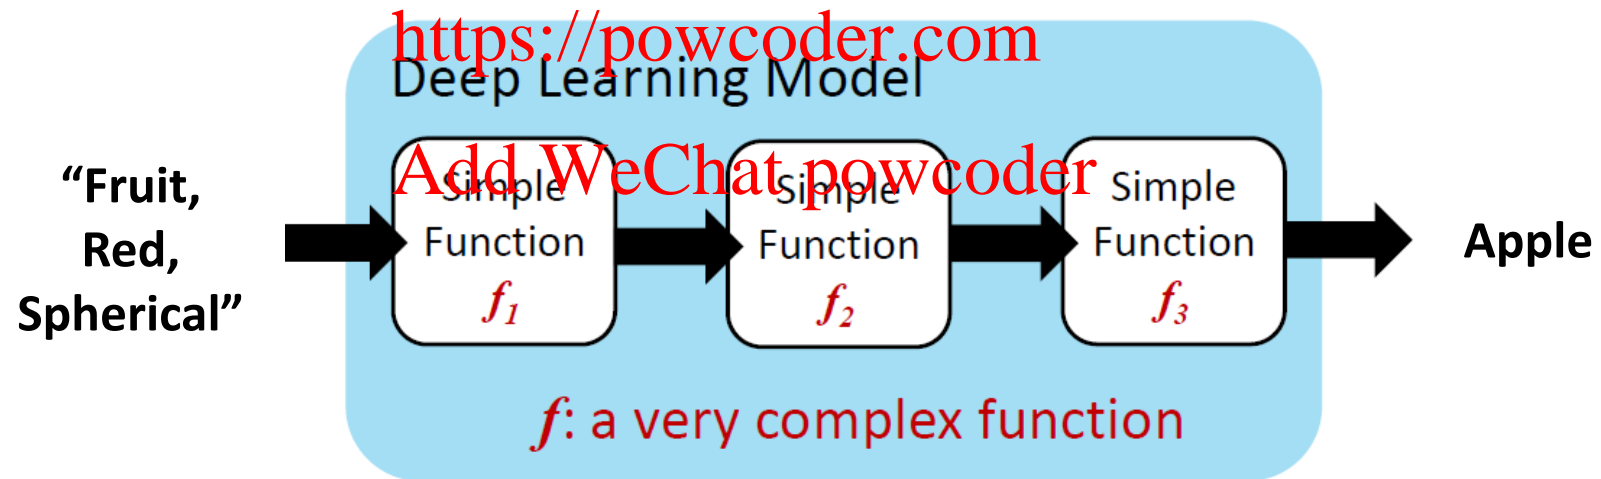 https://powcoder.com
Deep Learning Model
Add WeChat powcoder
“Fruit,
Red,
Spherical”
Simple
Function
f1
Simple
Function
f2
Simple
Function
f3
Apple
f: a very complex function